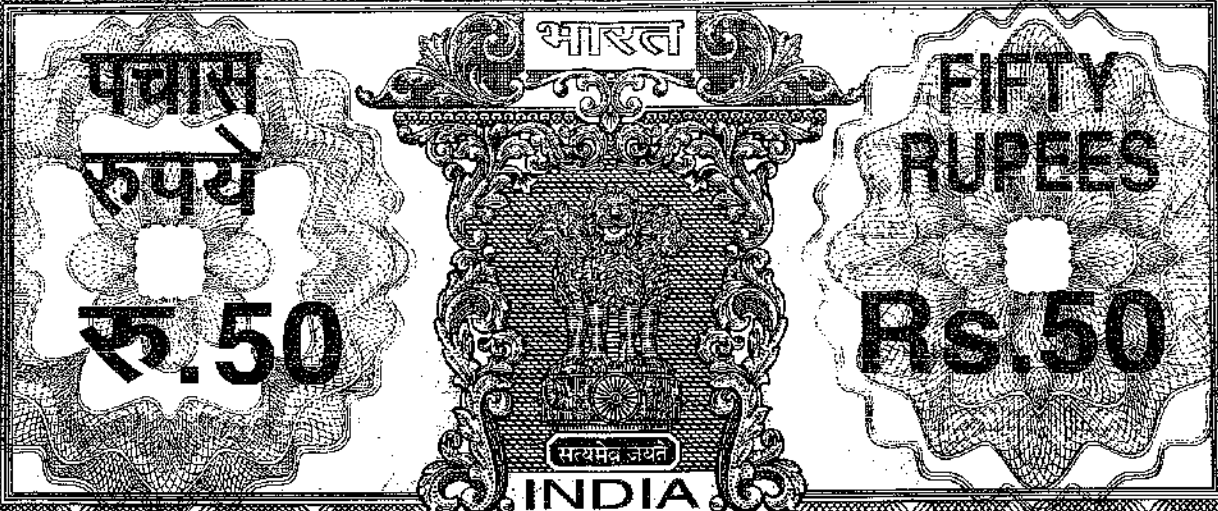 भारत
पचास
रुपये
रु.50
FIFTY
RUPEES
Rs.50
सत्यमेव जयते
INDIA